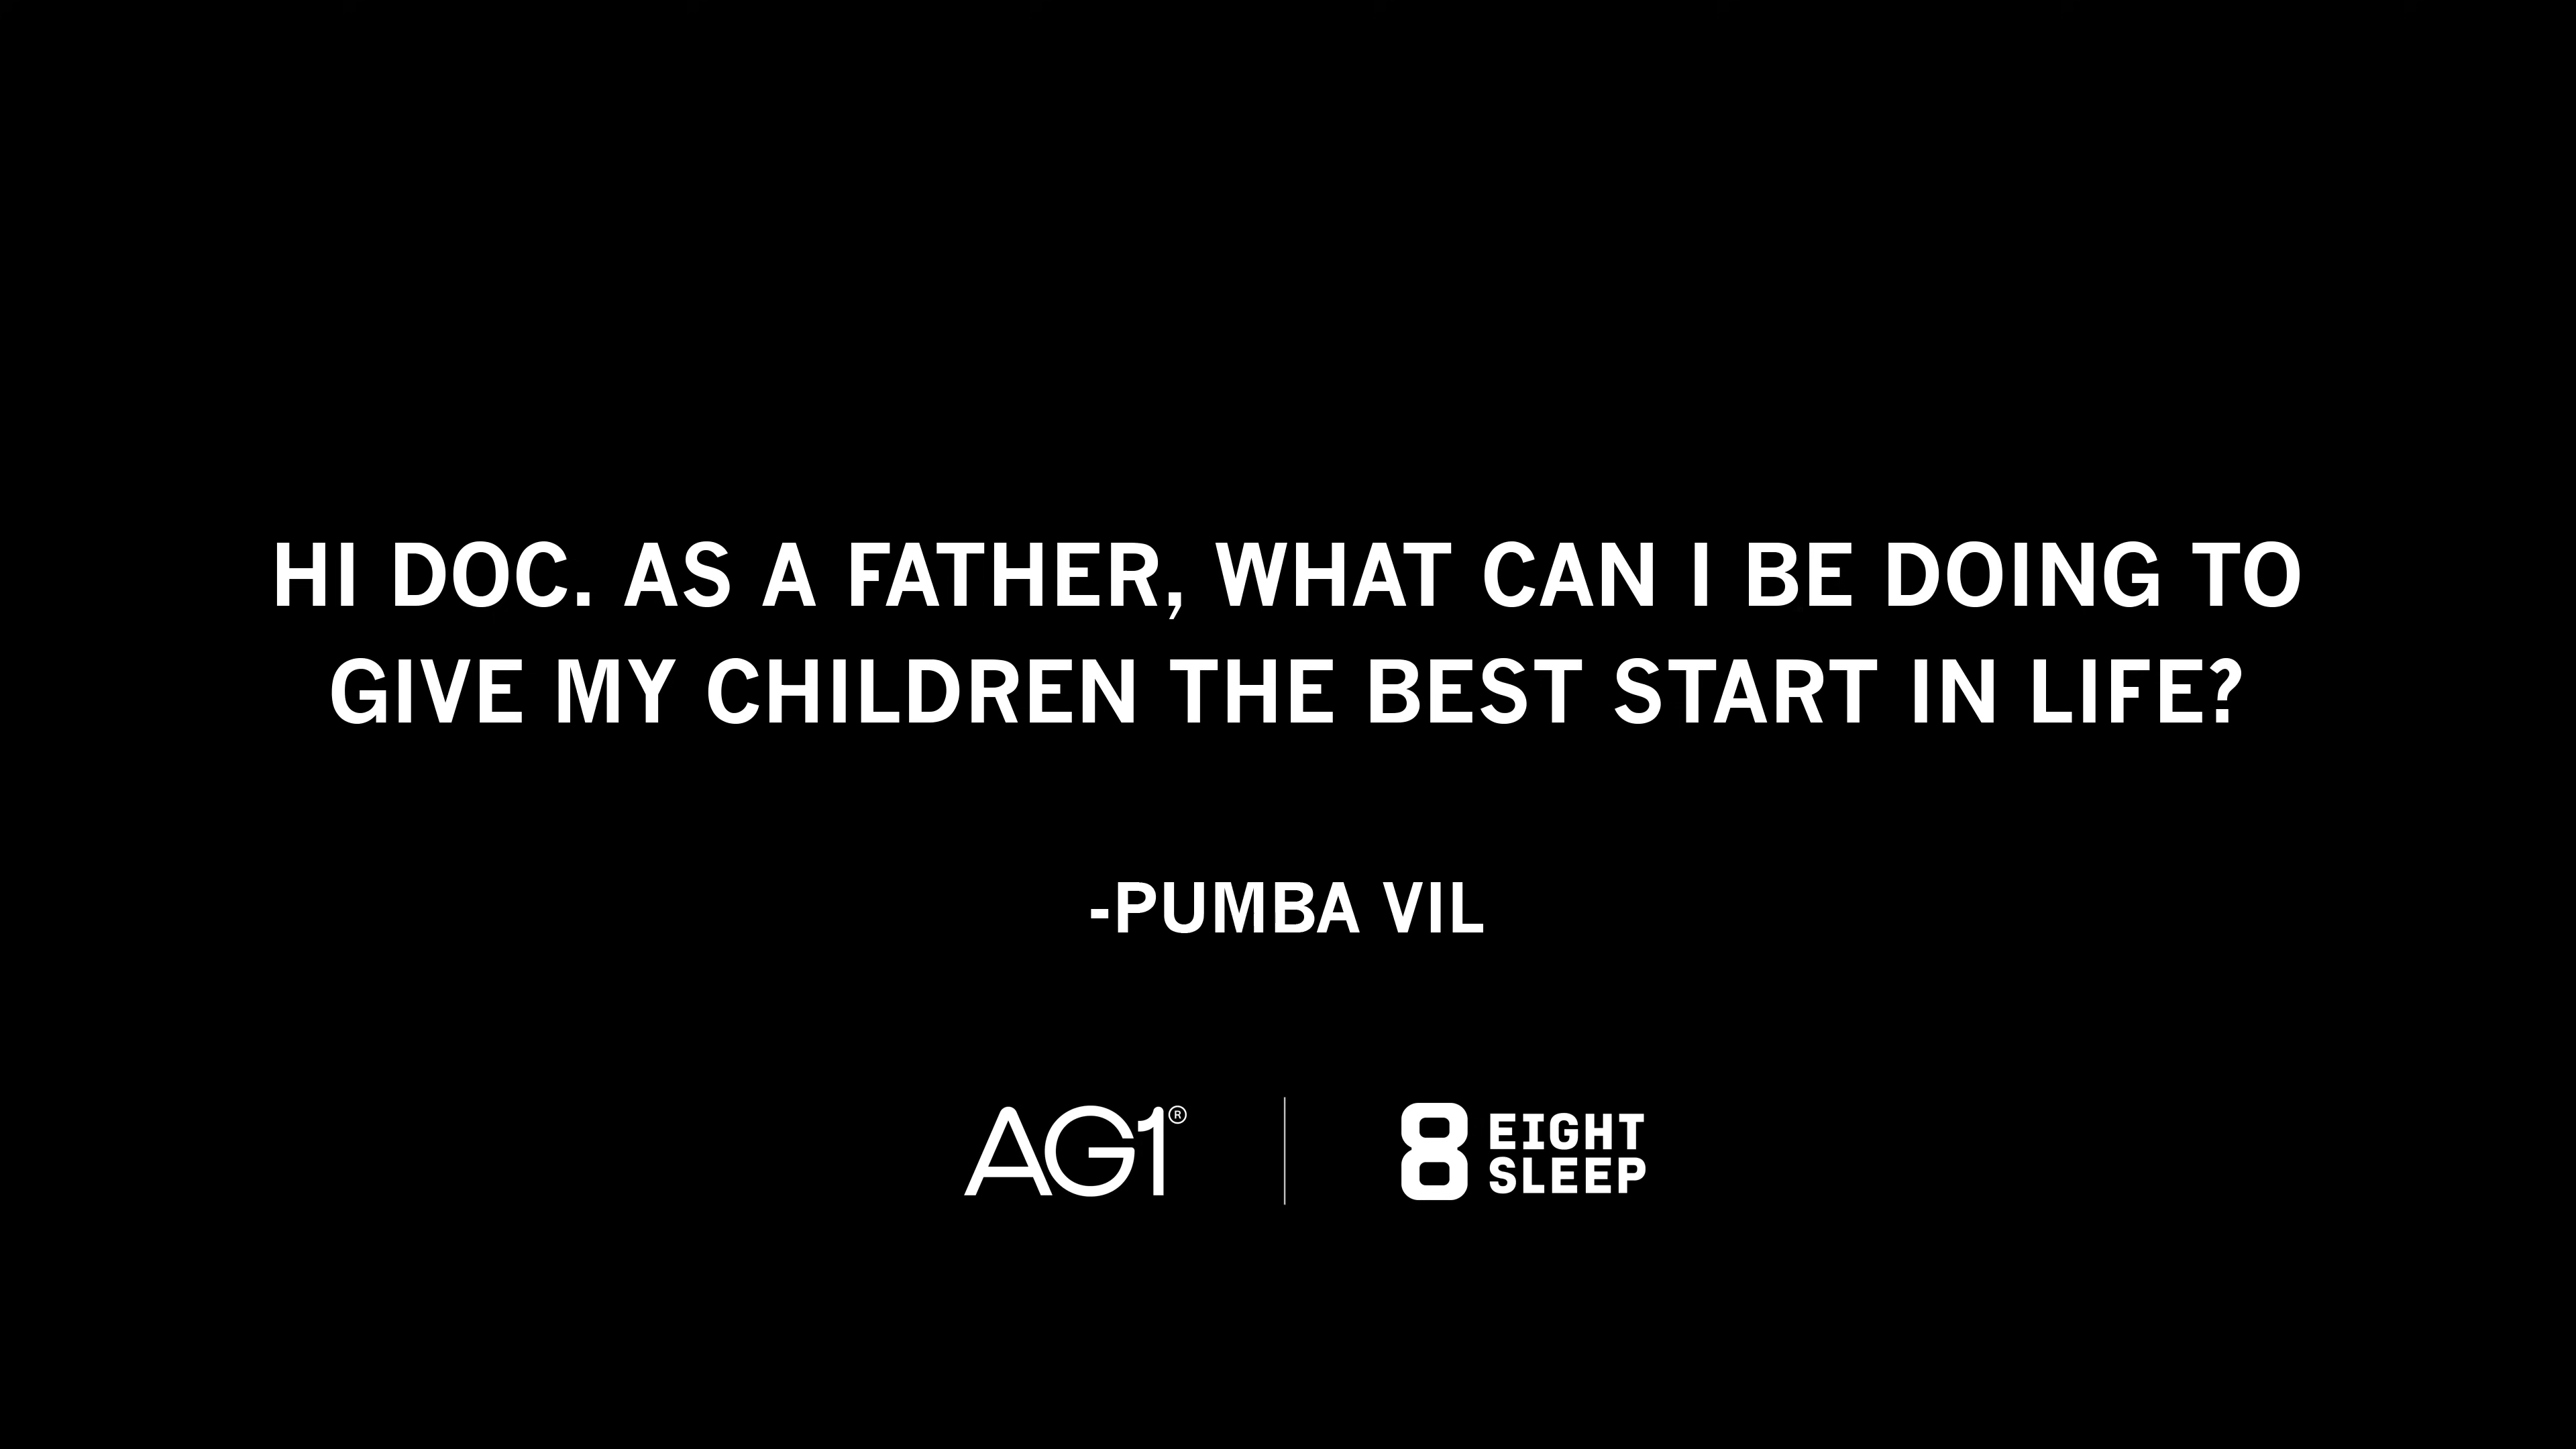 HI DOC. AS A FATHER, WHAT CAN I BE DOING TO
GIVE MY CHILDREN THE BEST START IN LIFE?
-PUMBA VIL
AG1®
8 EIGHT
SLEEP